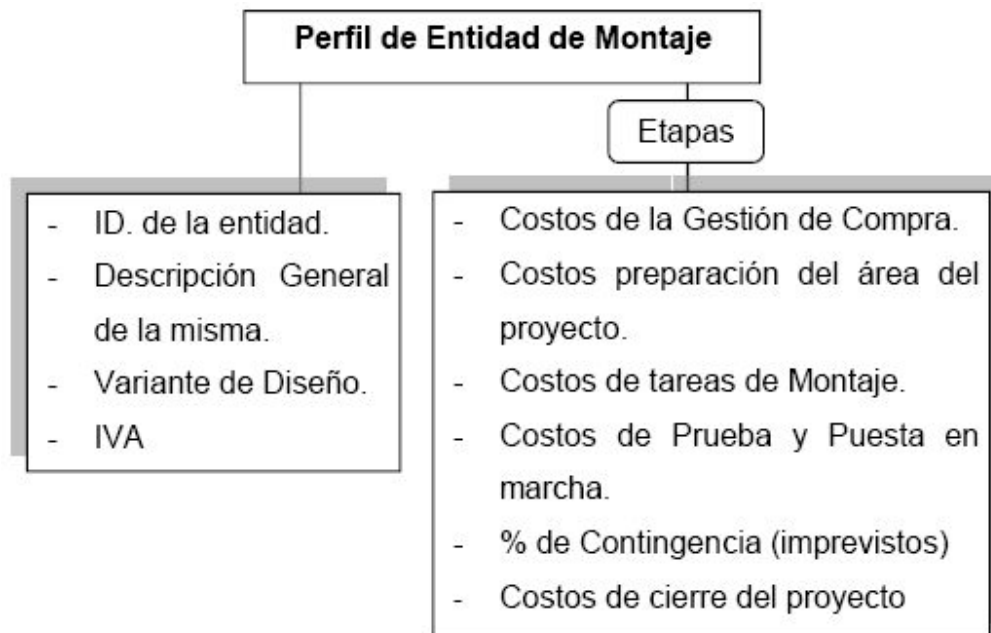 Perfil de Entidad de Montaje
Etapas
- ID. de la entidad.
- Descripción General
de la misma.
- Variante de Diseño.
- IVA
- Costos de la Gestión de Compra.
- Costos preparación del área del
proyecto.
- Costos de tareas de Montaje.
- Costos de Prueba y Puesta en
marcha.
- % de Contingencia (imprevistos)
- Costos de cierre del proyecto